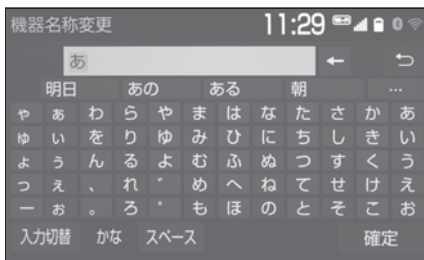 機器名称変更 11:29
あ
明日 あの ある 朝 …
ゃ ぁ わ ら や ま は な た さ か あ
ゅ ぃ を り ゆ み ひ に ち し き い
ょ ぅ ん る よ む ふ ぬ つ す く う
っ ぇ 、 れ ゛ め へ ね て せ け え
ー ぉ 。 ろ ゜ も ほ の と そ こ お
入力切替 かな スペース 確定